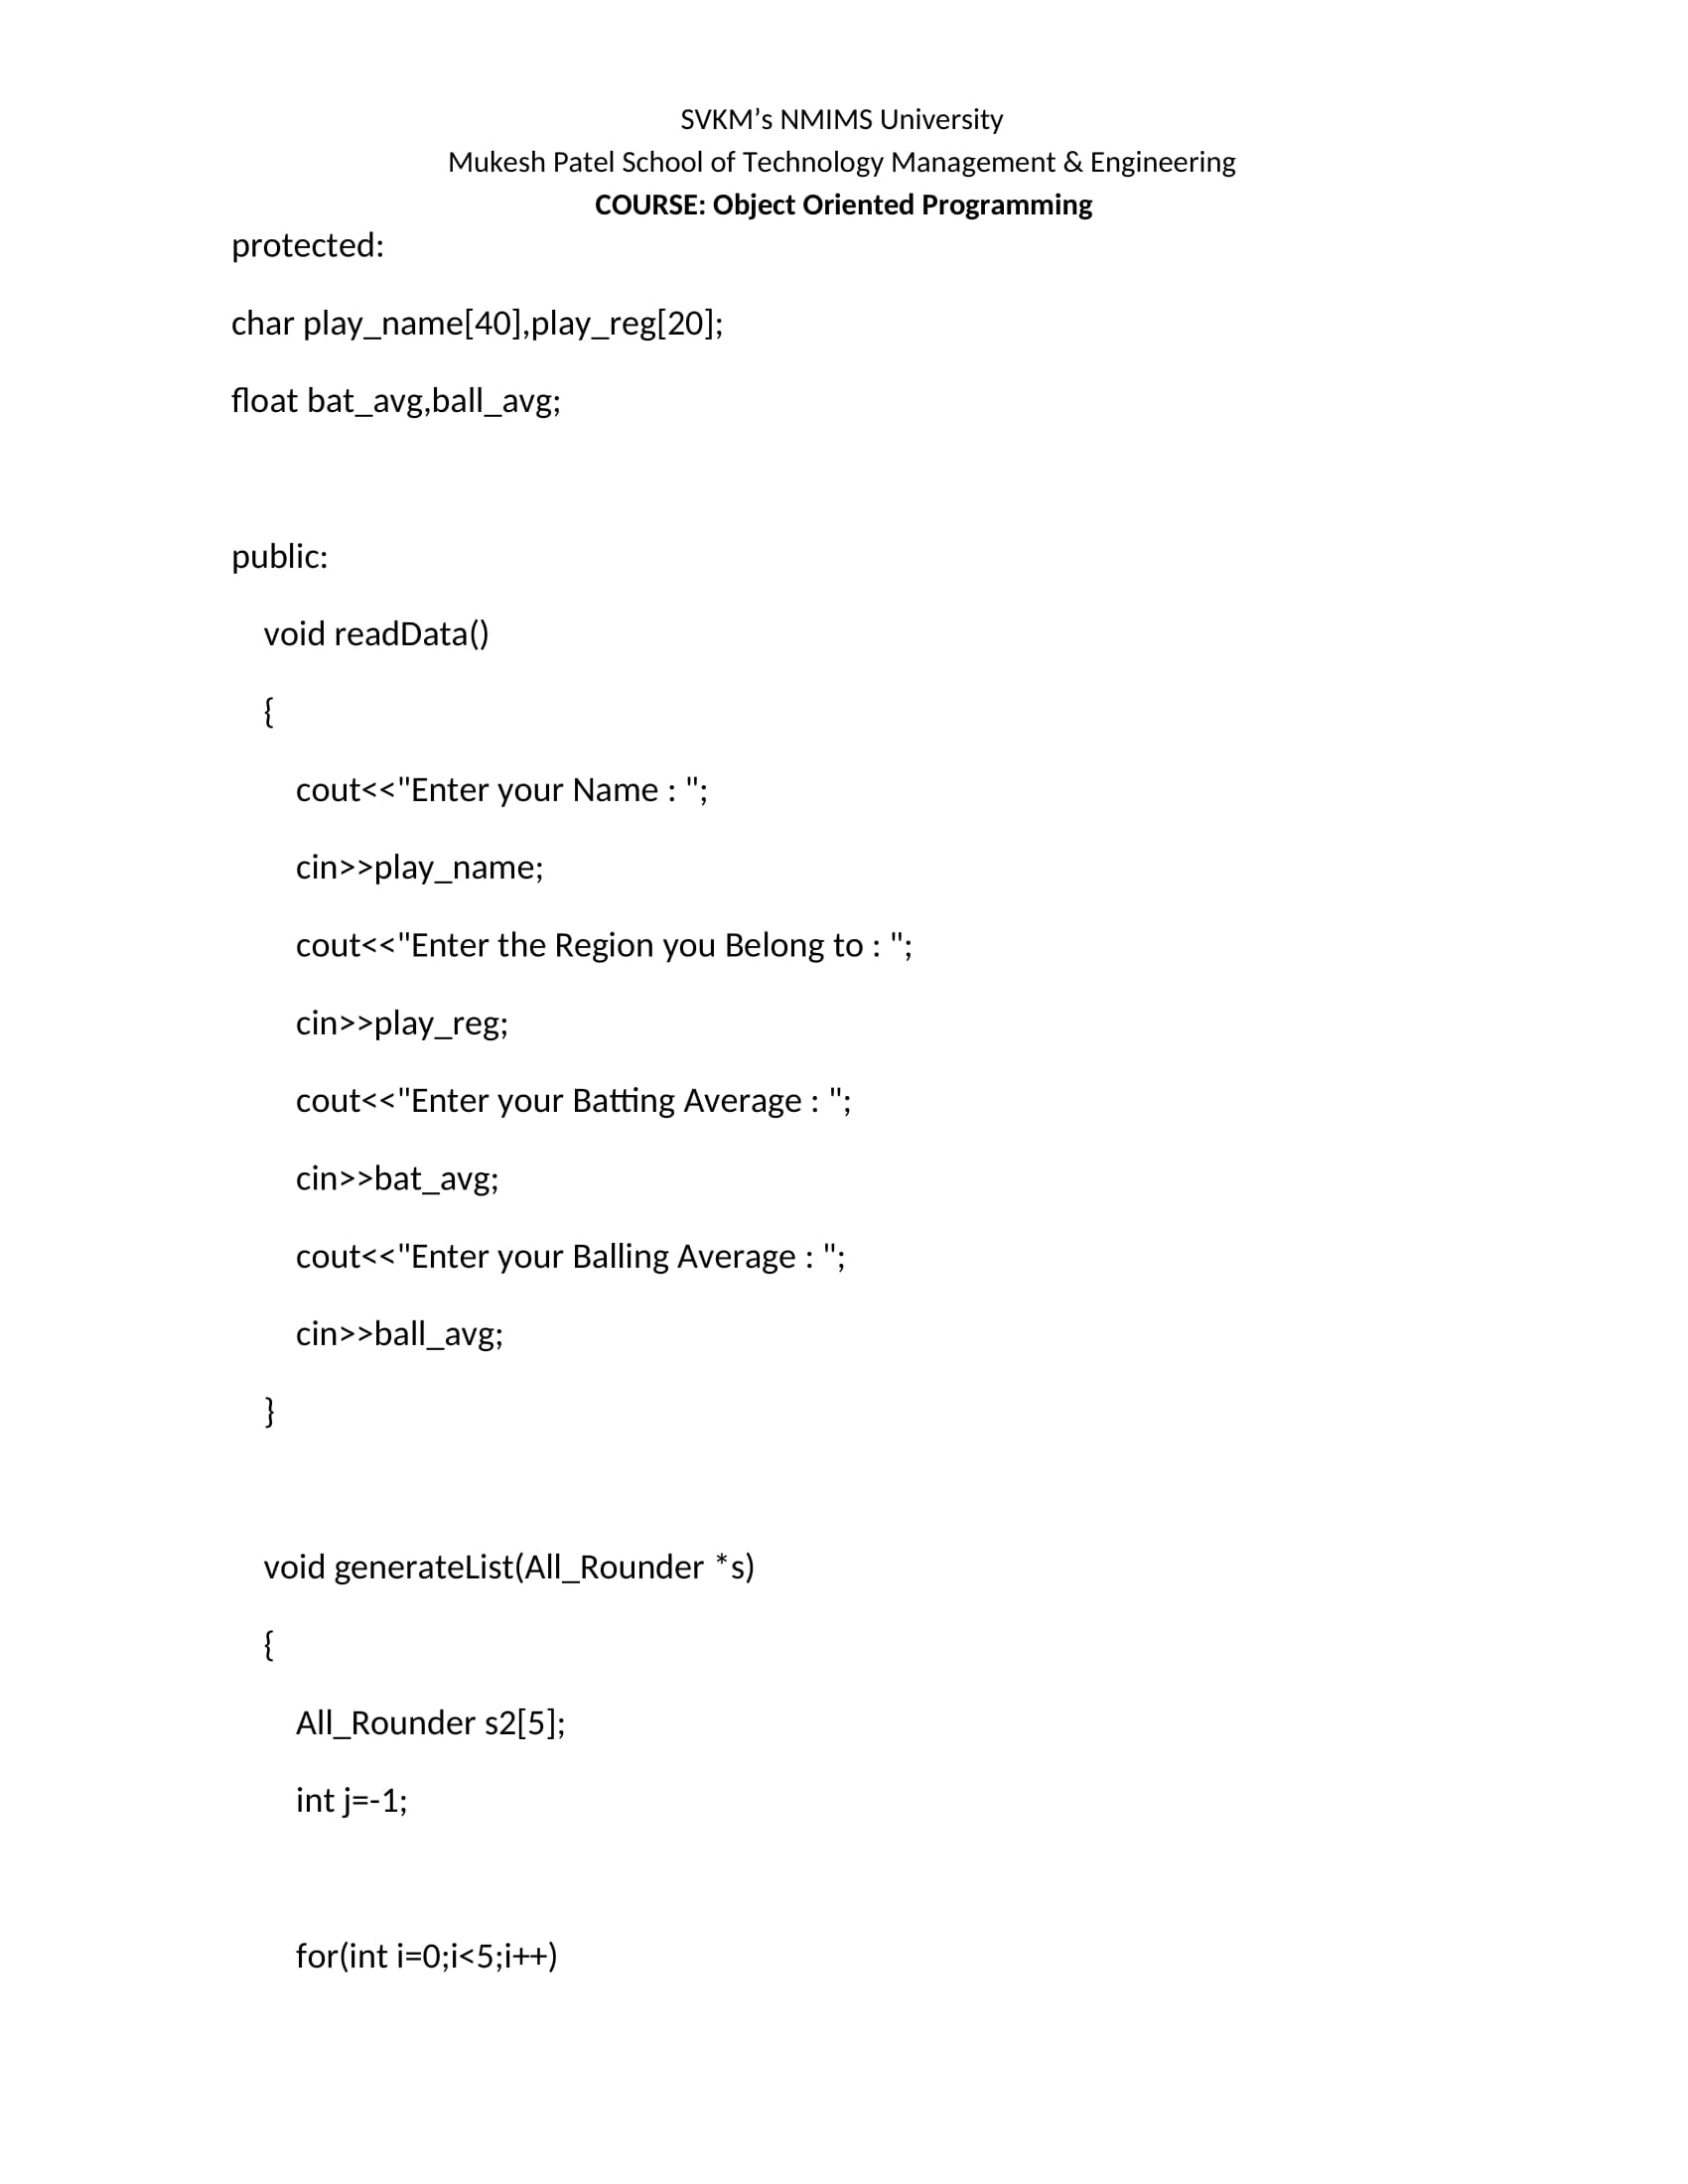 SVKM’s NMIMS University
Mukesh Patel School of Technology Management & Engineering
COURSE: Object Oriented Programming
protected:
char play_name[40],play_reg[20];
float bat_avg,ball_avg;
public:
void readData()
{
cout<<"Enter your Name : ";
cin>>play_name;
cout<<"Enter the Region you Belong to : ";
cin>>play_reg;
cout<<"Enter your Batting Average : ";
cin>>bat_avg;
cout<<"Enter your Balling Average : ";
cin>>ball_avg;
}
void generateList(All_Rounder *s)
{
All_Rounder s2[5];
int j=-1;
for(int i=0;i<5;i++)